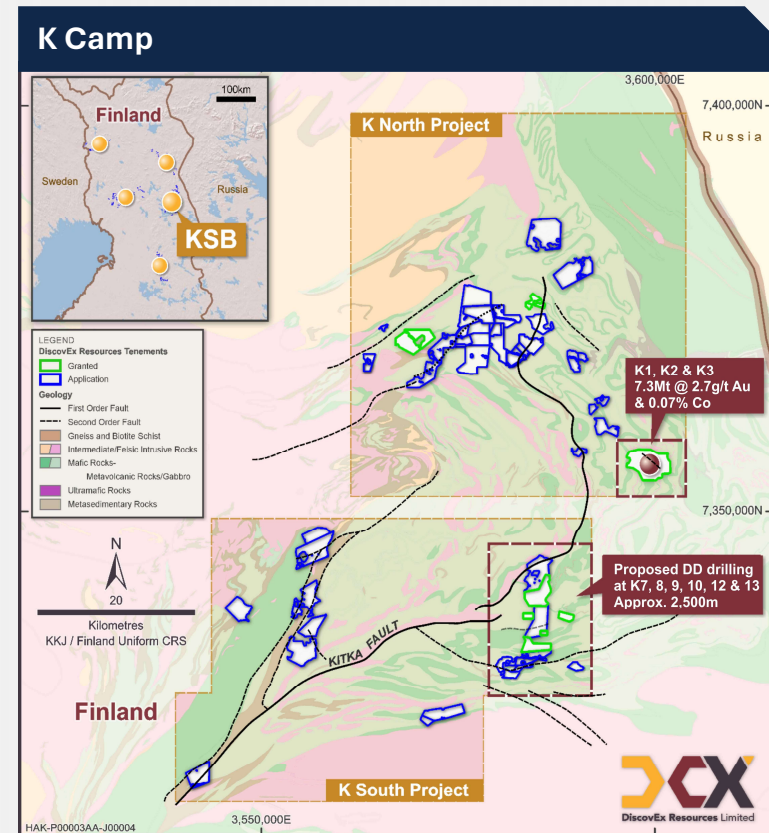 K Camp
3,600,000E
7,400,000N
Russia
100km
Finland
Sweden
Russia
KSB
K North Project
LEGEND
DiscovEx Resources Tenements
Granted
Application
Geology
First Order Fault
Second Order Fault
Gneiss and Biotite Schist
Intermediate/Felsic Intrusive Rocks
Mafic Rocks-
Metavolcanic Rocks/Gabbro
Ultramafic Rocks
Metasedimentary Rocks
K1, K2 & K3
7.3Mt @ 2.7g/t Au
& 0.07% Co
7,350,000N
N
20
Kilometres
KKJ / Finland Uniform CRS
Proposed DD drilling
at K7, 8, 9, 10, 12 & 13
Approx. 2,500m
KITKA FAULT
Finland
K South Project
DCX
DiscovEx Resources Limited
3,550,000E
HAK-P00003AA-J00004